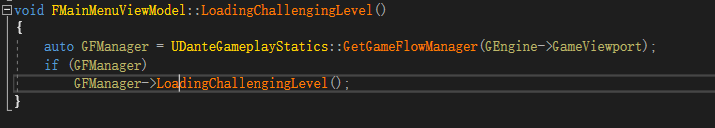 void FMainMenuViewModel::LoadingChallengingLevel()
{
    auto GFManager = UDanteGameplayStatics::GetGameFlowManager(GEngine->GameViewport);
    if (GFManager)
        GFManager->LoadingChallengingLevel();
}